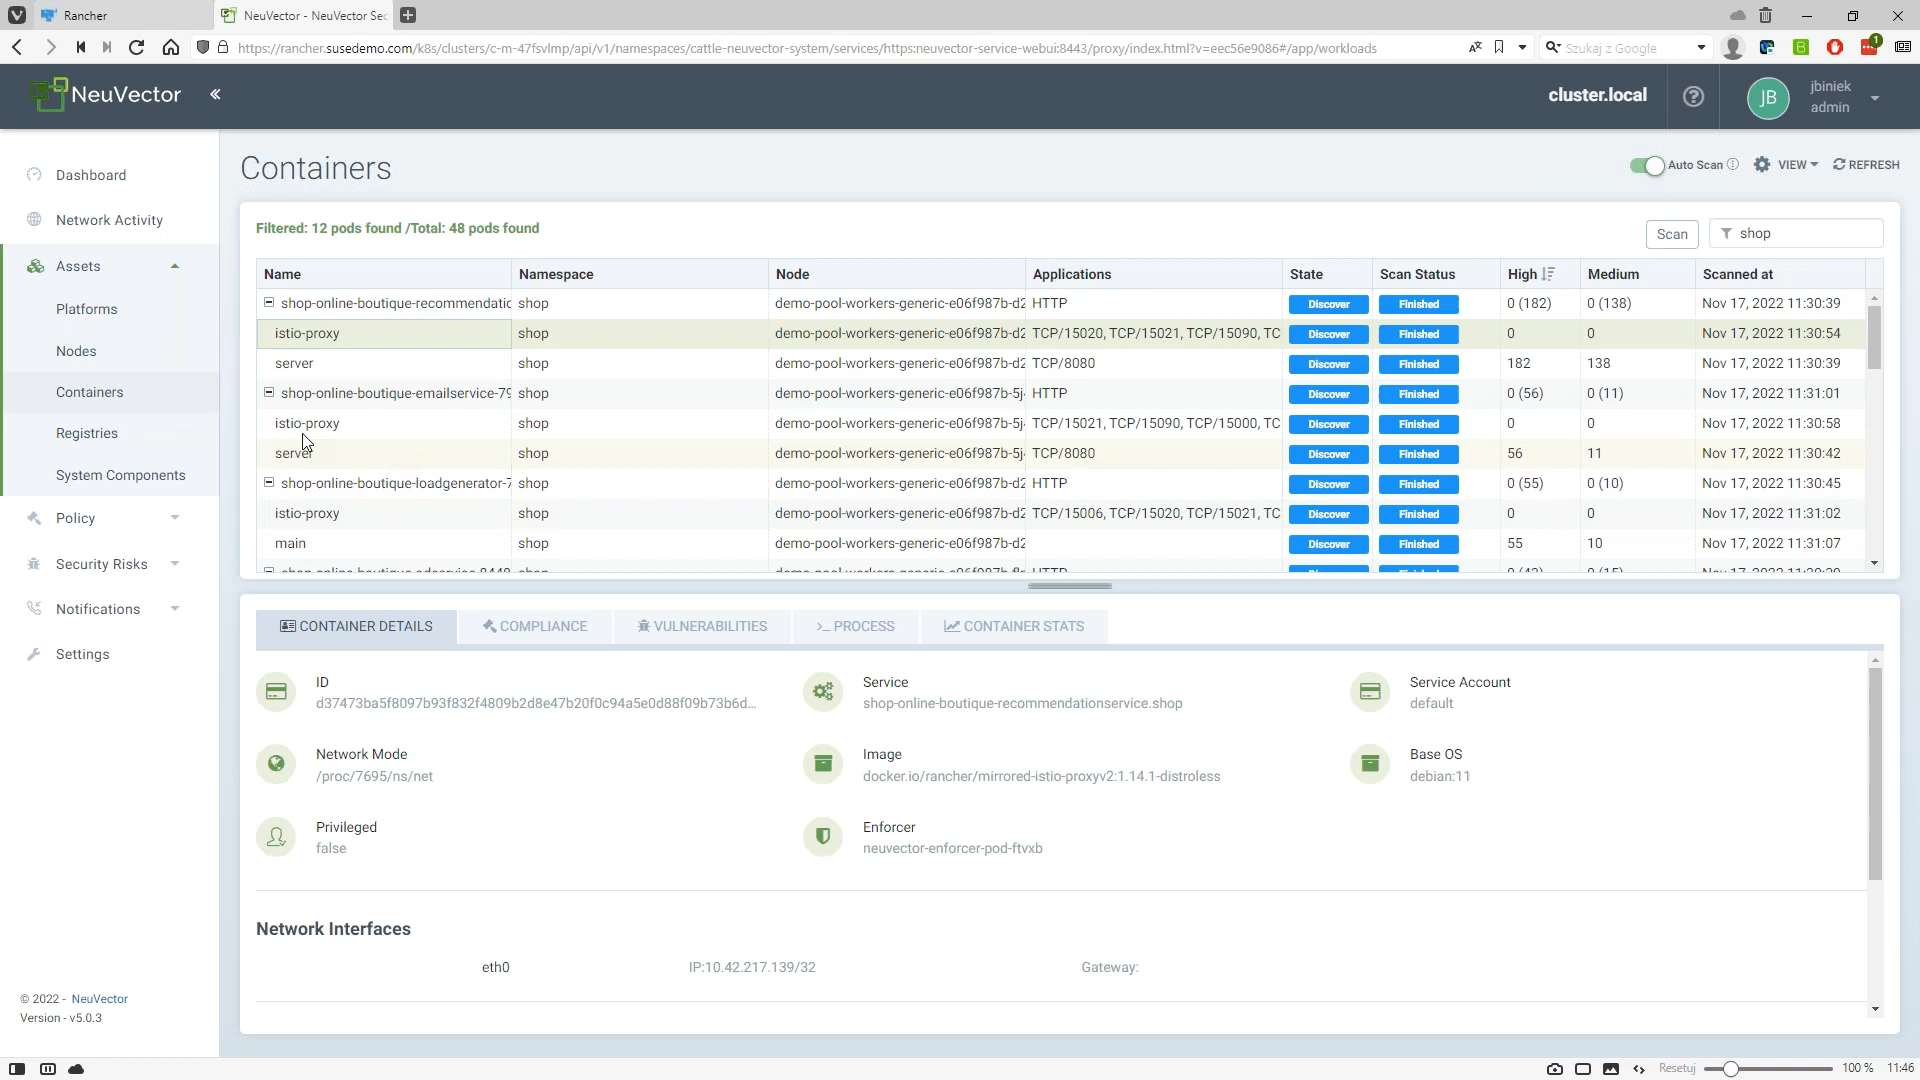 Rancher
NeuVector - NeuVector Sec
https://rancher.susedemo.com/k8s/clusters/c-m-47fsvlmp/api/v1/namespaces/cattle-neuvector-system/services/https:neuvector-service-webui:8443/proxy/index.html?v=eec56e9086#/app/workloads
Szukaj z Google
1
NeuVector
cluster.local
JB
jbiniek
admin
Dashboard
Network Activity
Assets
Platforms
Nodes
Containers
Registries
System Components
Policy
Security Risks
Notifications
Settings
© 2022 - NeuVector
Version - v5.0.3
Containers
Auto Scan
VIEW
REFRESH
Filtered: 12 pods found /Total: 48 pods found
Scan
shop
Name Namespace Node Applications State Scan Status High Medium Scanned at
shop-online-boutique-recommendatic shop demo-pool-workers-generic-e06f987b-d2 HTTP Discover Finished 0 (182) 0 (138) Nov 17, 2022 11:30:39
istio-proxy shop demo-pool-workers-generic-e06f987b-d2 TCP/15020, TCP/15021, TCP/15090, TC Discover Finished 0 0 Nov 17, 2022 11:30:54
server shop demo-pool-workers-generic-e06f987b-d2 TCP/8080 Discover Finished 182 138 Nov 17, 2022 11:30:39
shop-online-boutique-emailservice-79 shop demo-pool-workers-generic-e06f987b-5j HTTP Discover Finished 0 (56) 0 (11) Nov 17, 2022 11:31:01
istio-proxy shop demo-pool-workers-generic-e06f987b-5j TCP/15021, TCP/15090, TCP/15000, TC Discover Finished 0 0 Nov 17, 2022 11:30:58
server shop demo-pool-workers-generic-e06f987b-5j TCP/8080 Discover Finished 56 11 Nov 17, 2022 11:30:42
shop-online-boutique-loadgenerator-7 shop demo-pool-workers-generic-e06f987b-d2 HTTP Discover Finished 0 (55) 0 (10) Nov 17, 2022 11:30:45
istio-proxy shop demo-pool-workers-generic-e06f987b-d2 TCP/15006, TCP/15020, TCP/15021, TC Discover Finished 0 0 Nov 17, 2022 11:31:02
main shop demo-pool-workers-generic-e06f987b-d2 Discover Finished 55 10 Nov 17, 2022 11:31:07
CONTAINER DETAILS
COMPLIANCE
VULNERABILITIES
PROCESS
CONTAINER STATS
ID
d37473ba5f8097b93f832f4809b2d8e47b20f0c94a5e0d88f09b73b6d...
Service
shop-online-boutique-recommendationservice.shop
Service Account
default
Network Mode
/proc/7695/ns/net
Image
docker.io/rancher/mirrored-istio-proxyv2:1.14.1-distroless
Base OS
debian:11
Privileged
false
Enforcer
neuvector-enforcer-pod-ftvxb
Network Interfaces
eth0 IP:10.42.217.139/32 Gateway:
Resetuj
100 %
11:46